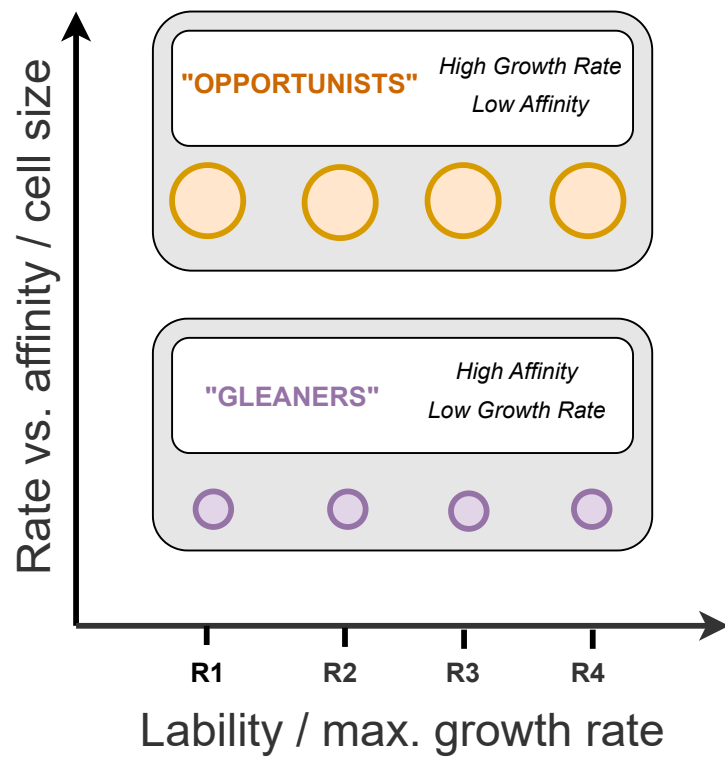 Rate vs. affinity / cell size
"OPPORTUNISTS"
High Growth Rate
Low Affinity
"GLEANERS"
High Affinity
Low Growth Rate
R1 R2 R3 R4
Lability / max. growth rate